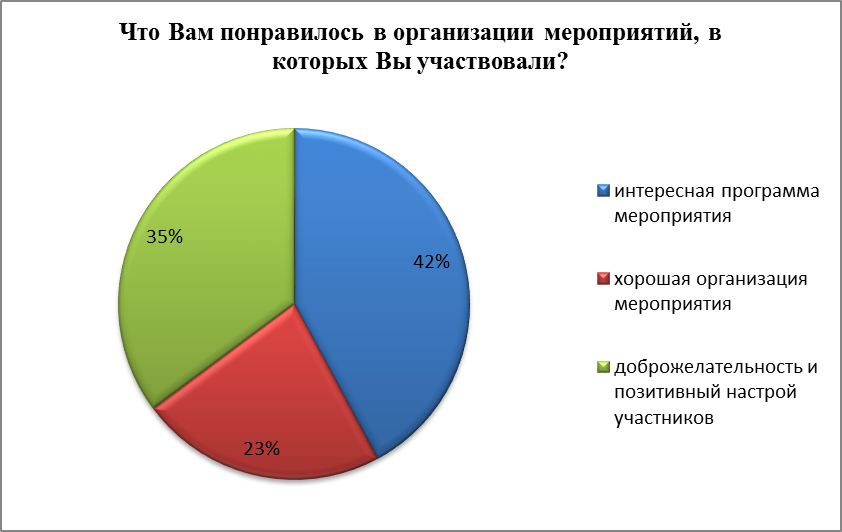 Что Вам понравилось в организации мероприятий, в
которых Вы участвовали?
35%
42%
23%
интересная программа
мероприятия
хорошая организация
мероприятия
доброжелательность и
позитивный настрой
участников